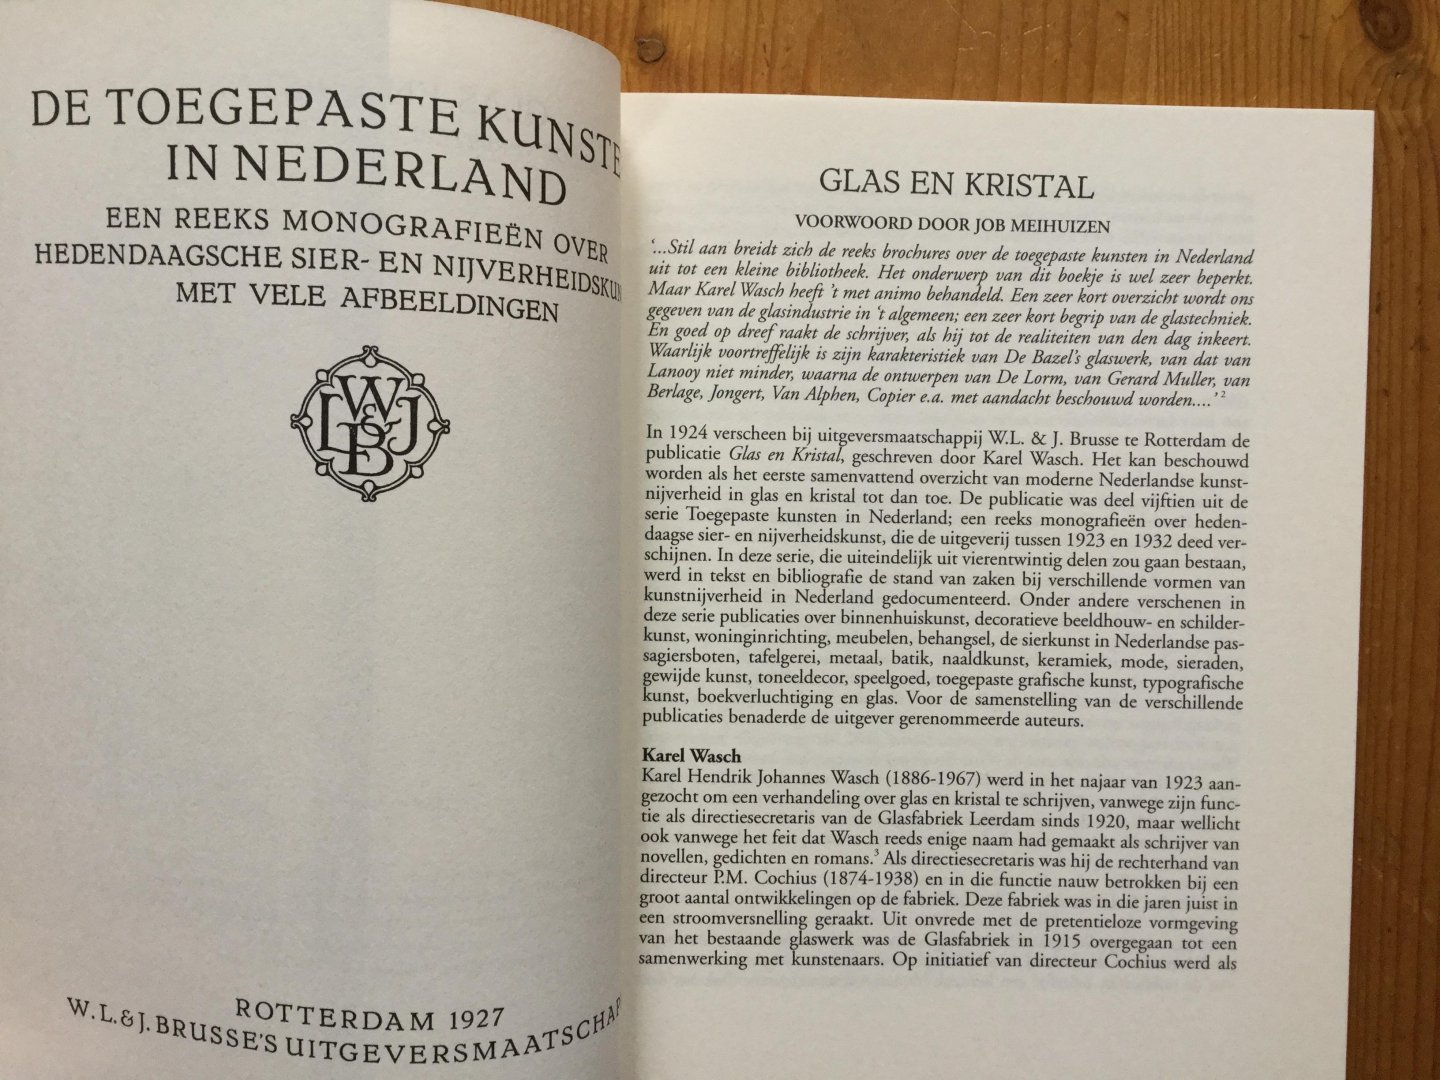 DE TOEGEPASTE KUNSTE
IN NEDERLAND
EEN REEKS MONOGRAFIEËN OVER
HEDENDAAGSCHE SIER- EN NIJVERHEIDSKUN
MET VELE AFBEELDINGEN
W
L & J
B
ROTTERDAM 1927
W.L.&J.BRUSSE'S UITGEVERSMAATSCHAP
GLAS EN KRISTAL
VOORWOORD DOOR JOB MEIHUIZEN
‘...Stil aan breidt zich de reeks brochures over de toegepaste kunsten in Nederland
uit tot een kleine bibliotheek. Het onderwerp van dit boekje is wel zeer beperkt.
Maar Karel Wasch heeft ’t met animo behandeld. Een zeer kort overzicht wordt ons
gegeven van de glasindustrie in ‘t algemeen; een zeer kort begrip van de glastechniek.
En goed op dreef raakt de schrijver, als hij tot de realiteiten van den dag inkeert.
Waarlijk voortreffelijk is zijn karakteristiek van De Bazel’s glaswerk, van dat van
Lanooy niet minder, waarna de ontwerpen van De Lorm, van Gerard Muller, van
Berlage, Jongert, Van Alphen, Copier e.a. met aandacht beschouwd worden....’ 2
In 1924 verscheen bij uitgeversmaatschappij W.L. & J. Brusse te Rotterdam de
publicatie Glas en Kristal, geschreven door Karel Wasch. Het kan beschouwd
worden als het eerste samenvattend overzicht van moderne Nederlandse kunst-
nijverheid in glas en kristal tot dan toe. De publicatie was deel vijftien uit de
serie Toegepaste kunsten in Nederland; een reeks monografieën over heden-
daagse sier- en nijverheidskunst, die de uitgeverij tussen 1923 en 1932 deed ver-
schijnen. In deze serie, die uiteindelijk uit vierentwintig delen zou gaan bestaan,
werd in tekst en bibliografie de stand van zaken bij verschillende vormen van
kunstnijverheid in Nederland gedocumenteerd. Onder andere verschenen in
deze serie publicaties over binnenhuiskunst, decoratieve beeldhouw- en schilder-
kunst, woninginrichting, meubelen, behangsel, de sierkunst in Nederlandse pas-
sagiersboten, tafelgerei, metaal, batik, naaldkunst, keramiek, mode, sieraden,
gewijde kunst, toneeldecor, speelgoed, toegepaste grafische kunst, typografische
kunst, boekverluchtiging en glas. Voor de samenstelling van de verschillende
publicaties benaderde de uitgever gerenommeerde auteurs.
Karel Wasch
Karel Hendrik Johannes Wasch (1886-1967) werd in het najaar van 1923 aan-
gezocht om een verhandeling over glas en kristal te schrijven, vanwege zijn func-
tie als directiesecretaris van de Glasfabriek Leerdam sinds 1920, maar wellicht
ook vanwege het feit dat Wasch reeds enige naam had gemaakt als schrijver van
novellen, gedichten en romans.3 Als directiesecretaris was hij de rechterhand van
directeur P.M. Cochius (1874-1938) en in die functie nauw betrokken bij een
groot aantal ontwikkelingen op de fabriek. Deze fabriek was in die jaren juist in
een stroomversnelling geraakt. Uit onvrede met de pretentieloze vormgeving
van het bestaande glaswerk was de Glasfabriek in 1915 overgegaan tot een
samenwerking met kunstenaars. Op initiatief van directeur Cochius werd als